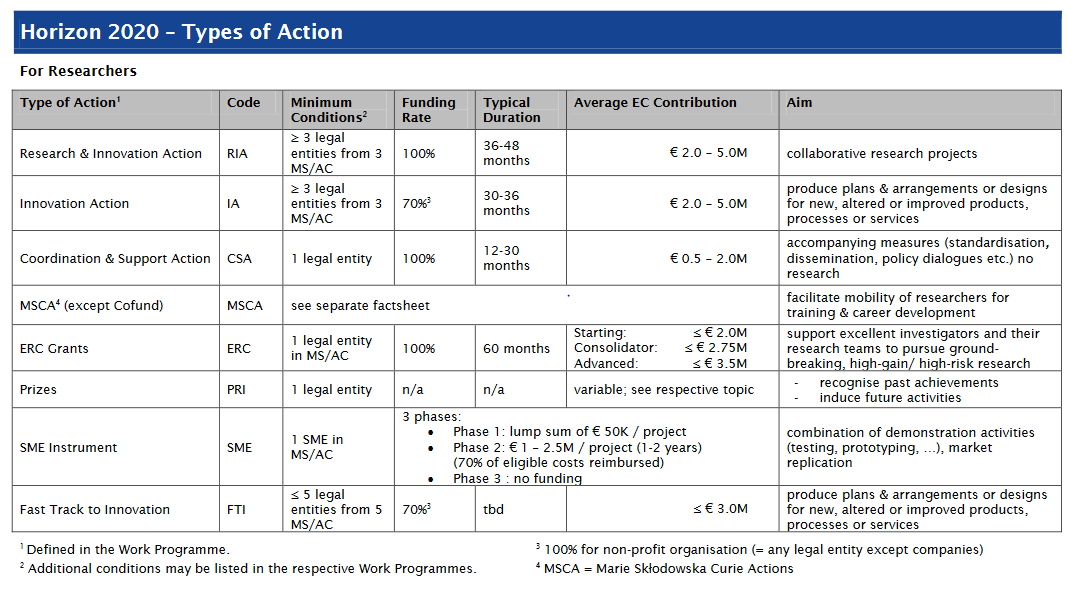 Horizon 2020 – Types of Action
For Researchers
Type of Action¹ Code Minimum Conditions² Funding Rate Typical Duration Average EC Contribution Aim
Research & Innovation Action RIA ≥ 3 legal entities from 3 MS/AC 100% 36-48 months € 2.0 – 5.0M collaborative research projects
Innovation Action IA ≥ 3 legal entities from 3 MS/AC 70%³ 30-36 months € 2.0 – 5.0M produce plans & arrangements or designs for new, altered or improved products, processes or services
Coordination & Support Action CSA 1 legal entity 100% 12-30 months € 0.5 – 2.0M accompanying measures (standardisation, dissemination, policy dialogues etc.) no research
MSCA⁴ (except Cofund) MSCA see separate factsheet facilitate mobility of researchers for training & career development
ERC Grants ERC 1 legal entity in MS/AC 100% 60 months Starting: ≤ € 2.0M Consolidator: ≤ € 2.75M Advanced: ≤ € 3.5M support excellent investigators and their research teams to pursue ground-breaking, high-gain/ high-risk research
Prizes PRI 1 legal entity n/a n/a variable; see respective topic - recognise past achievements - induce future activities
SME Instrument SME 1 SME in MS/AC 3 phases: • Phase 1: lump sum of € 50K / project • Phase 2: € 1 – 2.5M / project (1-2 years) (70% of eligible costs reimbursed) • Phase 3 : no funding combination of demonstration activities (testing, prototyping, …), market replication
Fast Track to Innovation FTI ≤ 5 legal entities from 5 MS/AC 70%³ tbd ≤ € 3.0M produce plans & arrangements or designs for new, altered or improved products, processes or services
¹ Defined in the Work Programme.
² Additional conditions may be listed in the respective Work Programmes.
³ 100% for non-profit organisation (= any legal entity except companies)
⁴ MSCA = Marie Skłodowska Curie Actions